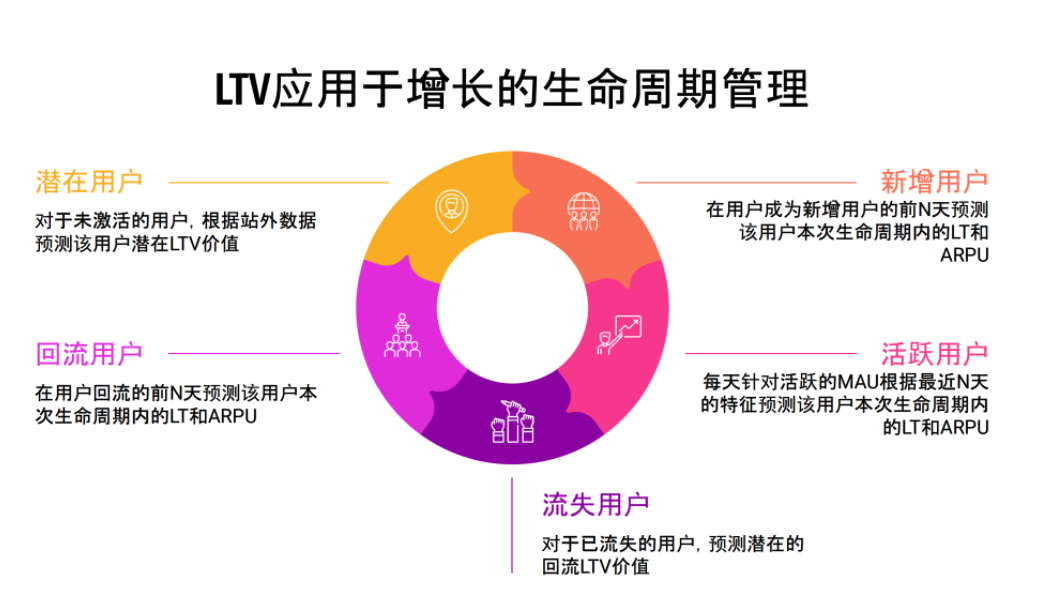 LTV应用于增长的生命周期管理
潜在用户
对于未激活的用户, 根据站外数据
预测该用户潜在LTV价值
新增用户
在用户成为新增用户的前N天预测
该用户本次生命周期内的LT和
ARPU
回流用户
在用户回流的前N天预测该用户本
次生命周期内的LT和ARPU
活跃用户
每天针对活跃的MAU根据最近N天
的特征预测该用户本次生命周期内
的LT和ARPU
流失用户
对于已流失的用户, 预测潜在的
回流LTV价值